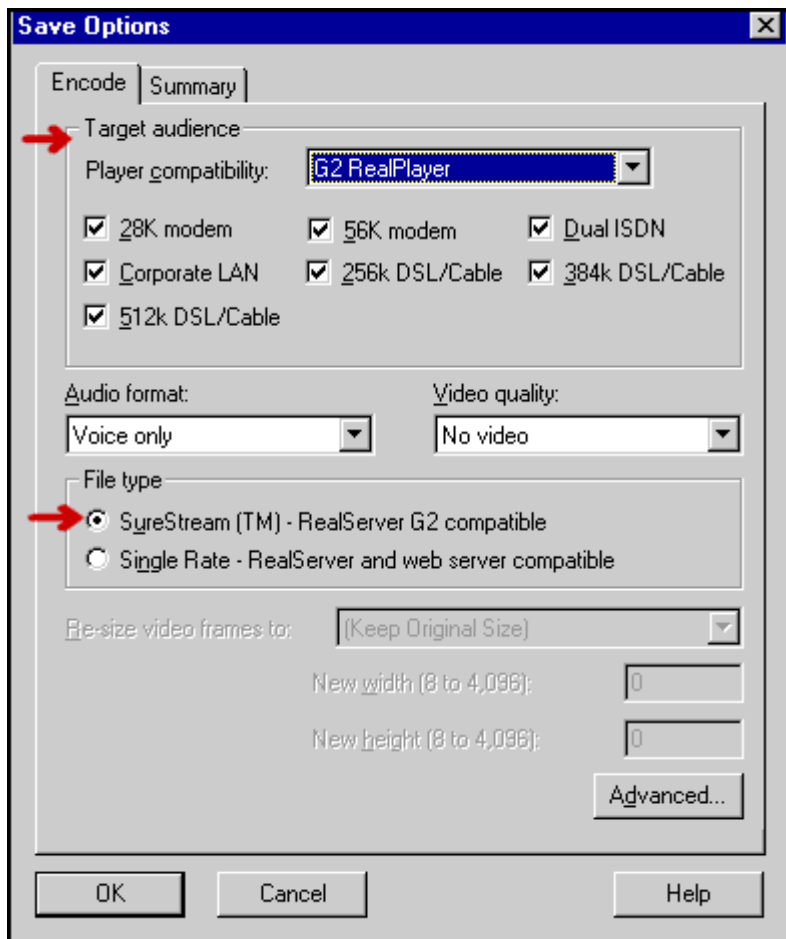 Save Options
Encode Summary
Target audience
Player compatibility: G2 RealPlayer
28K modem 56K modem Dual ISDN
Corporate LAN 256k DSL/Cable 384k DSL/Cable
512k DSL/Cable
Audio format: Video quality:
Voice only No video
File type
SureStream (TM) - RealServer G2 compatible
Single Rate - RealServer and web server compatible
Re-size video frames to: (Keep Original Size)
New width (8 to 4,096): 0
New height (8 to 4,096): 0
Advanced...
OK Cancel Help